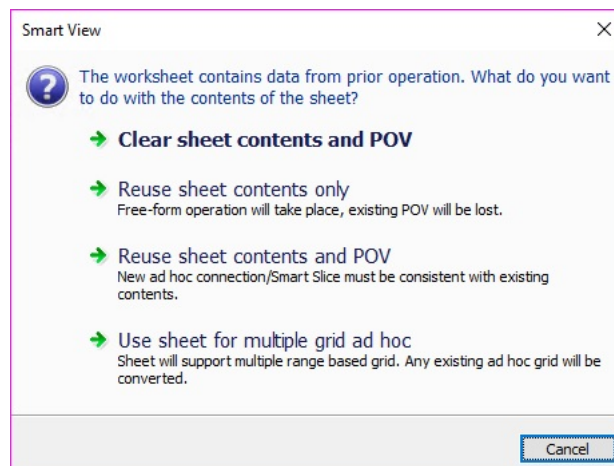 Smart View
The worksheet contains data from prior operation. What do you want
to do with the contents of the sheet?
Clear sheet contents and POV
Reuse sheet contents only
Free-form operation will take place, existing POV will be lost.
Reuse sheet contents and POV
New ad hoc connection/Smart Slice must be consistent with existing
contents.
Use sheet for multiple grid ad hoc
Sheet will support multiple range based grid. Any existing ad hoc grid will be
converted.
Cancel